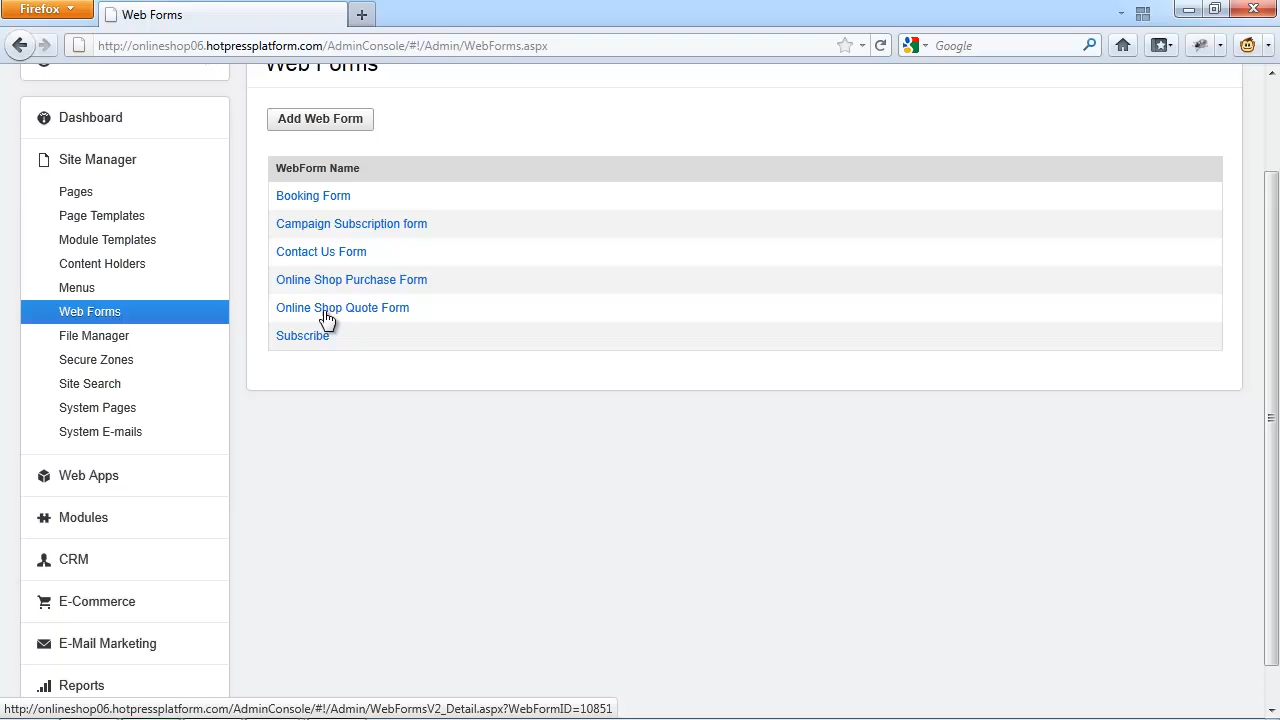 Firefox
Web Forms
http://onlineshop06.hotpressplatform.com/AdminConsole/#!/Admin/WebForms.aspx
Google
Web Forms
Add Web Form
WebForm Name
Booking Form
Campaign Subscription form
Contact Us Form
Online Shop Purchase Form
Online Shop Quote Form
Subscribe
Dashboard
Site Manager
Pages
Page Templates
Module Templates
Content Holders
Menus
Web Forms
File Manager
Secure Zones
Site Search
System Pages
System E-mails
Web Apps
Modules
CRM
E-Commerce
E-Mail Marketing
Reports
http://onlineshop06.hotpressplatform.com/AdminConsole/#!/Admin/WebFormsV2_Detail.aspx?WebFormID=10851